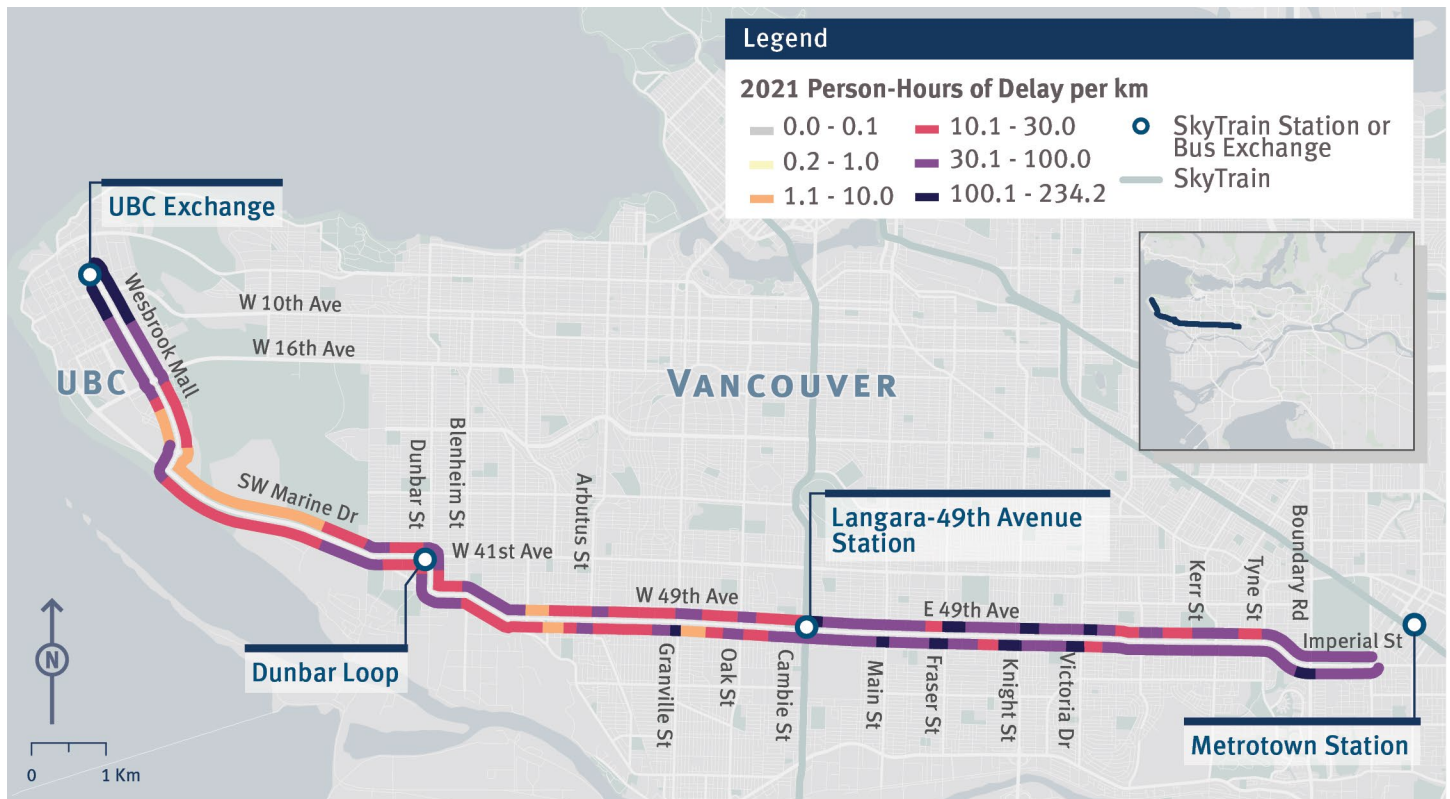 Legend
2021 Person-Hours of Delay per km
0.0 - 0.1
0.2 - 1.0
1.1 - 10.0
10.1 - 30.0
30.1 - 100.0
100.1 - 234.2
SkyTrain Station or
Bus Exchange
SkyTrain
UBC Exchange
Wesbrook Mall
W 10th Ave
W 16th Ave
UBC
VANCOUVER
SW Marine Dr
Dunbar St
Blenheim St
W 41st Ave
Arbutus St
Langara-49th Avenue
Station
W 49th Ave
E 49th Ave
Kerr St
Tyne St
Boundary Rd
Imperial St
Dunbar Loop
Granville St
Oak St
Cambie St
Main St
Fraser St
Knight St
Victoria Dr
Metrotown Station
N
0
1 Km